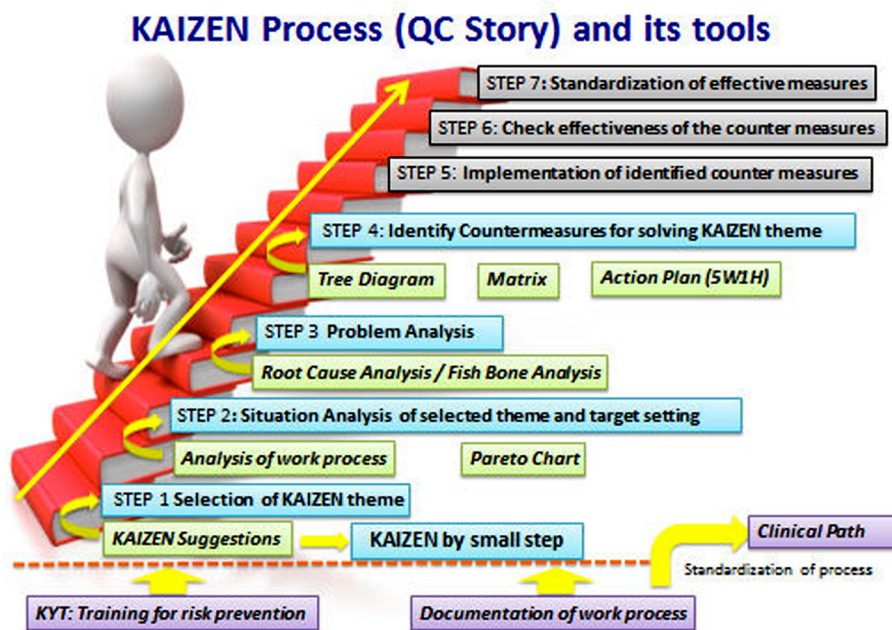 KAIZEN Process (QC Story) and its tools
STEP 7: Standardization of effective measures
STEP 6: Check effectiveness of the counter measures
STEP 5: Implementation of identified counter measures
STEP 4: Identify Countermeasures for solving KAIZEN theme
Tree Diagram
Matrix
Action Plan (5W1H)
STEP 3 Problem Analysis
Root Cause Analysis / Fish Bone Analysis
STEP 2: Situation Analysis of selected theme and target setting
Analysis of work process
Pareto Chart
STEP 1 Selection of KAIZEN theme
KAIZEN Suggestions
KAIZEN by small step
Clinical Path
Standardization of process
KYT: Training for risk prevention
Documentation of work process